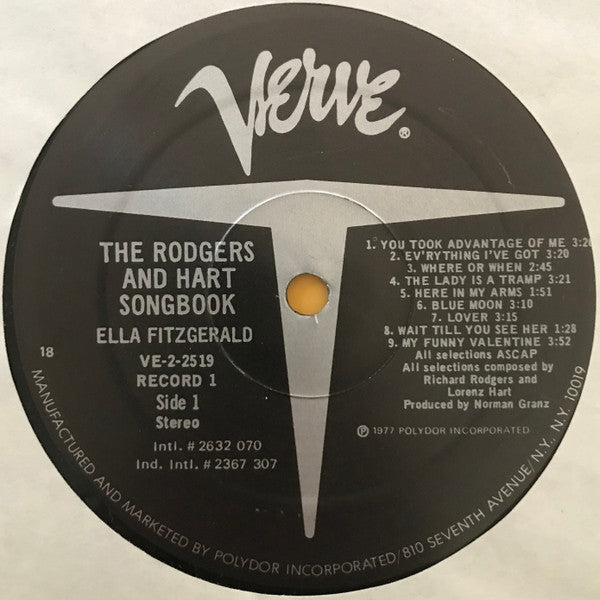 Verve®
THE RODGERS
AND HART
SONGBOOK
ELLA FITZGERALD
VE-2-2519
RECORD 1
Side 1
Stereo
Intl. # 2632 070
Ind. Intl. # 2367 307
18
1. YOU TOOK ADVANTAGE OF ME
2. EV'RYTHING I'VE GOT 3:20
3. WHERE OR WHEN 2:45
4. THE LADY IS A TRAMP 3:21
5. HERE IN MY ARMS 1:51
6. BLUE MOON 3:10
7. LOVER 3:15
8. WAIT TILL YOU SEE HER 1:28
9. MY FUNNY VALENTINE 3:52
All selections ASCAP
All selections composed by
Richard Rodgers and
Lorenz Hart
Produced by Norman Granz
℗ 1977 POLYDOR INCORPORATED
MANUFACTURED AND MARKETED BY POLYDOR INCORPORATED/810 SEVENTH AVENUE/N.Y., N.Y. 10019